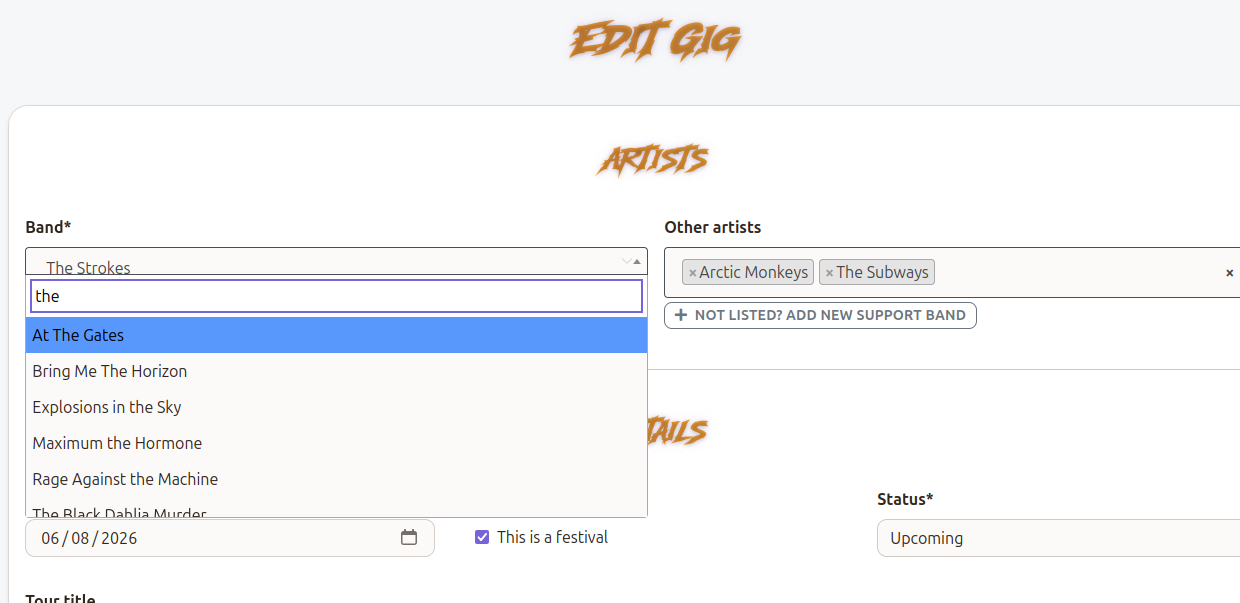 EDIT GIG
ARTISTS
Band*
Other artists
The Strokes
× Arctic Monkeys × The Subways ×
the
+ NOT LISTED? ADD NEW SUPPORT BAND
At The Gates
Bring Me The Horizon
Explosions in the Sky
Maximum the Hormone
TAILS
Rage Against the Machine
The Black Dahlia Murder
Status*
06/08/2026
This is a festival
Upcoming
Tour title